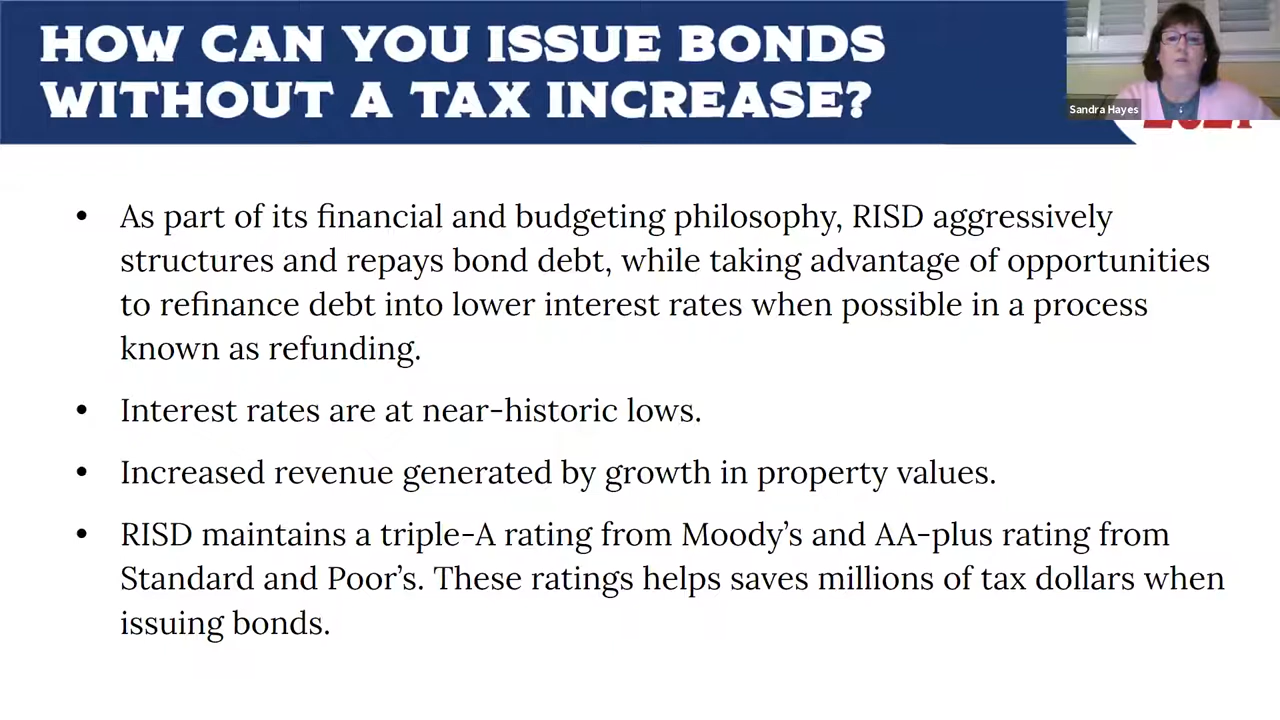 HOW CAN YOU ISSUE BONDS
WITHOUT A TAX INCREASE?
Sandra Hayes
• As part of its financial and budgeting philosophy, RISD aggressively
structures and repays bond debt, while taking advantage of opportunities
to refinance debt into lower interest rates when possible in a process
known as refunding.
• Interest rates are at near-historic lows.
• Increased revenue generated by growth in property values.
• RISD maintains a triple-A rating from Moody's and AA-plus rating from
Standard and Poor's. These ratings helps saves millions of tax dollars when
issuing bonds.